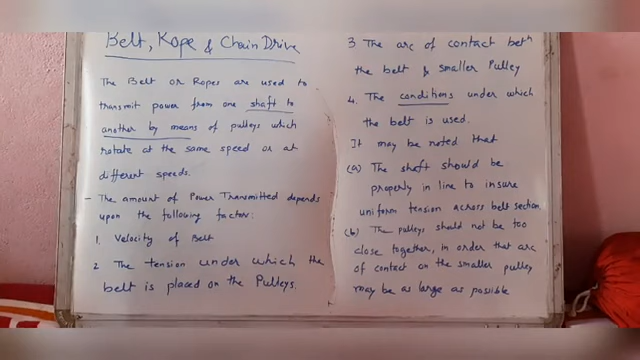 Belt, Rope & Chain Drive
The Belt or Ropes are used to
transmit power from one shaft to
another by means of pulleys which
rotate at the same speed or at
different speeds.
- The amount of Power Transmitted depends
upon the following factor:
1. Velocity of Belt
2 The tension under which the
belt is placed on the Pulleys.
3 The arc of contact beth
the belt & smaller Pulley
4. The conditions under which
the belt is used.
It may be noted that
(a) The shaft should be
properly in line to insure
uniform tension across belt section.
(b) The pulleys should not be too
close together, in order that arc
of contact on the smaller pulley
may be as large as possible